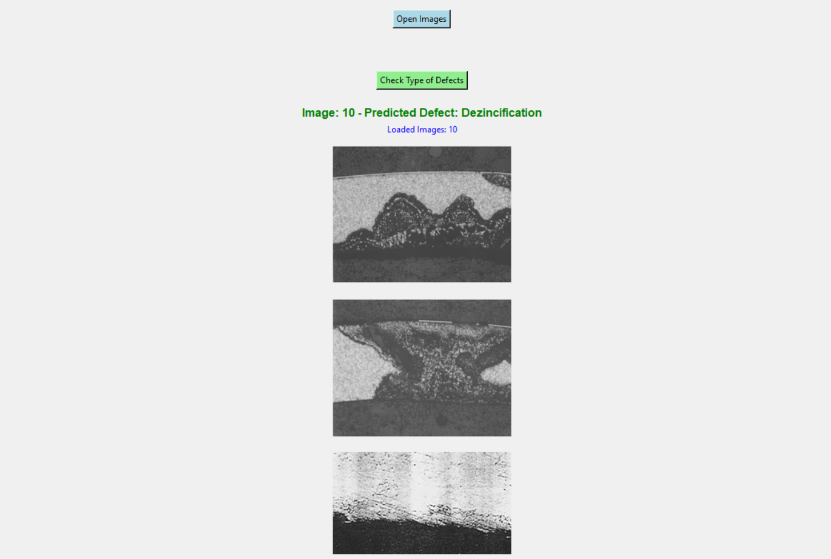 Open Images
Check Type of Defects
Image: 10 - Predicted Defect: Dezincification
Loaded Images: 10